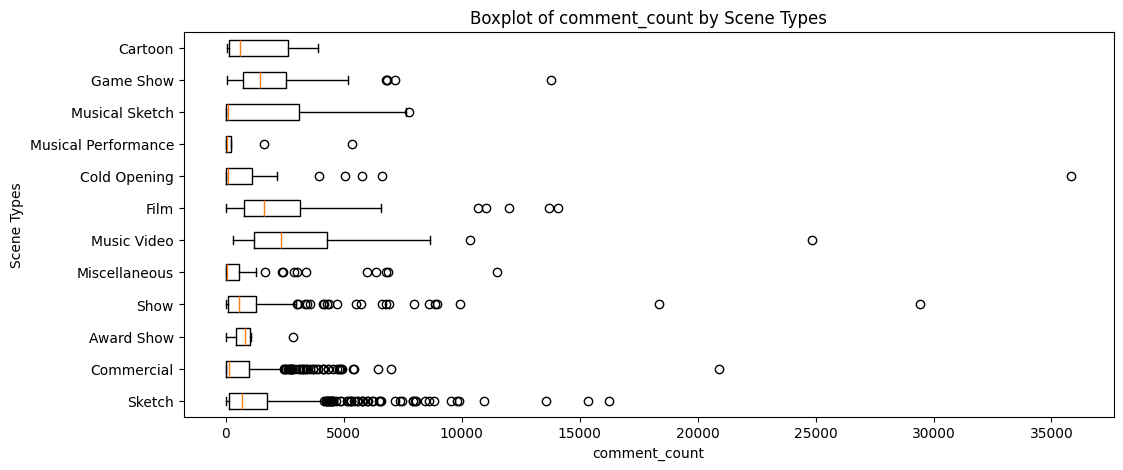 Boxplot of comment_count by Scene Types
Scene Types
Cartoon
Game Show
Musical Sketch
Musical Performance
Cold Opening
Film
Music Video
Miscellaneous
Show
Award Show
Commercial
Sketch
0 5000 10000 15000 20000 25000 30000 35000
comment_count